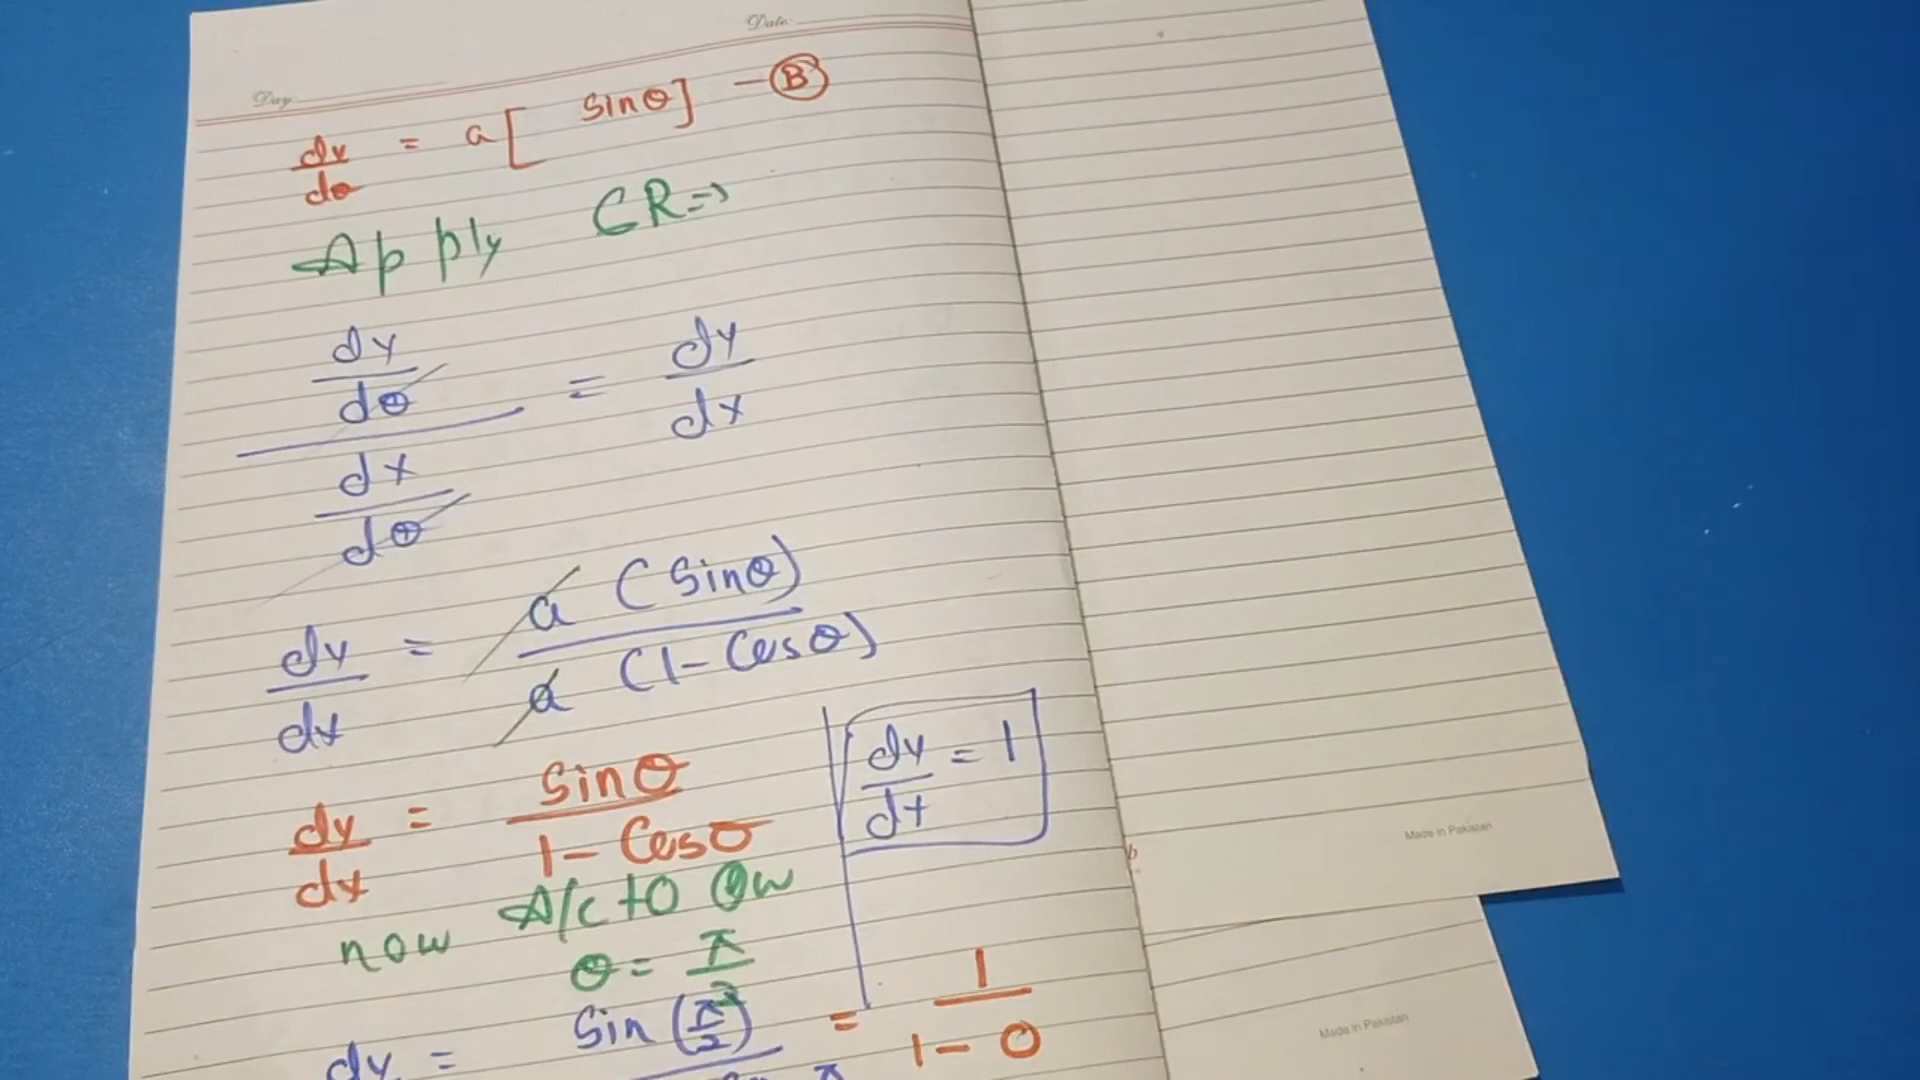 Date:
Day:
dy/dθ = a[ Sinθ] - (B)
Apply CR =>
dy/dθ / dx/dθ = dy/dx
dy/dx = a (Sinθ) / a (1- Cosθ)
dy/dx = Sinθ / 1- Cosθ
dy/dx = 1
now A/c to Qw
θ = π/2
dy = Sin (π/2) = 1 / 1- 0
π
b
Made in Pakistan
Made in Pakistan